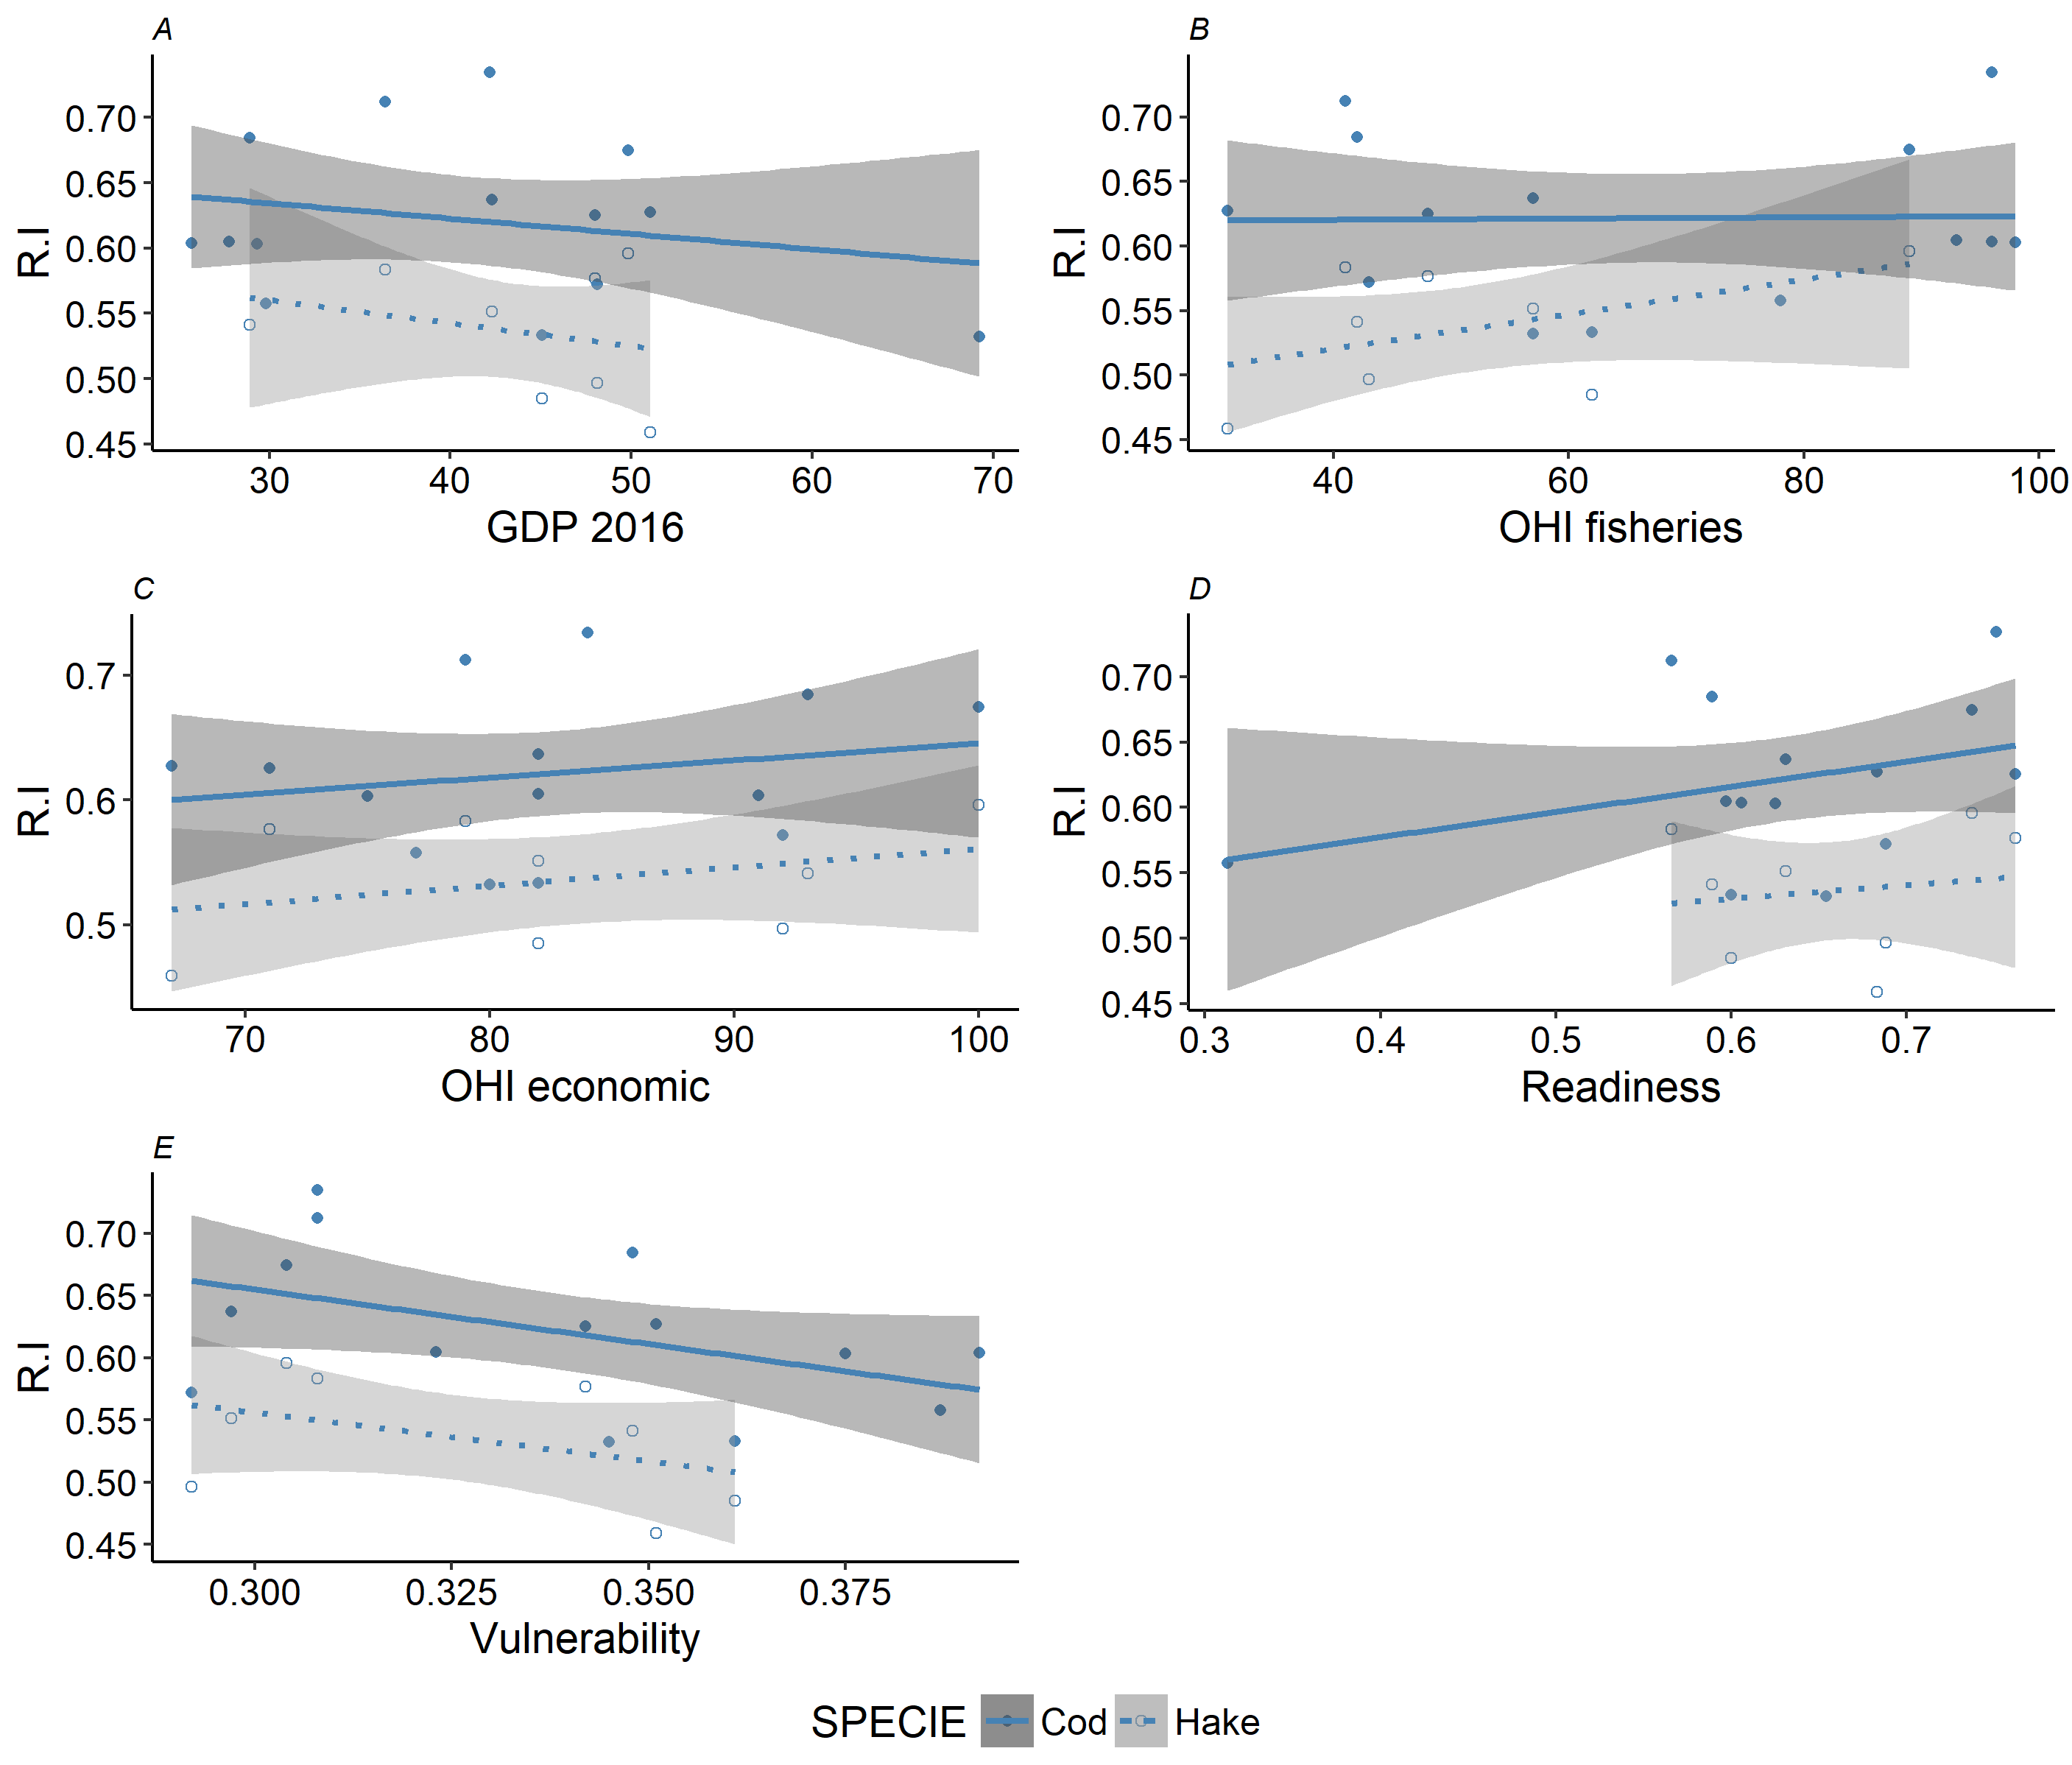 A
R.I
0.70
0.65
0.60
0.55
0.50
0.45
30 40 50 60 70
GDP 2016
B
R.I
0.70
0.65
0.60
0.55
0.50
0.45
40 60 80 100
OHI fisheries
C
R.I
0.7
0.6
0.5
70 80 90 100
OHI economic
D
R.I
0.70
0.65
0.60
0.55
0.50
0.45
0.3 0.4 0.5 0.6 0.7
Readiness
E
R.I
0.70
0.65
0.60
0.55
0.50
0.45
0.300 0.325 0.350 0.375
Vulnerability
SPECIE Cod Hake